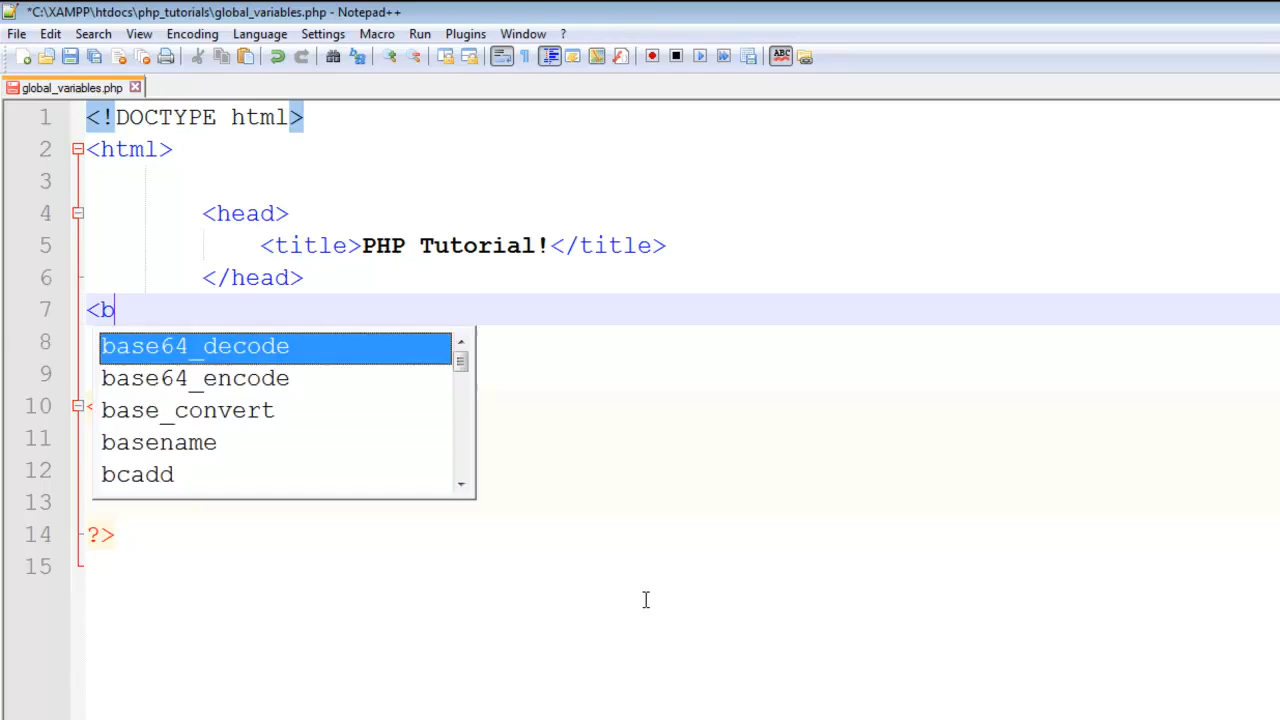 *C:\XAMPP\htdocs\php_tutorials\global_variables.php - Notepad++
File Edit Search View Encoding Language Settings Macro Run Plugins Window ?
ABC
global_variables.php
1 <!DOCTYPE html>
2 <html>
3
4 <head>
5 <title>PHP Tutorial!</title>
6 </head>
7 <b
8 base64_decode
9 base64_encode
10 < base_convert
11 basename
12 bcadd
13
14 ?>
15